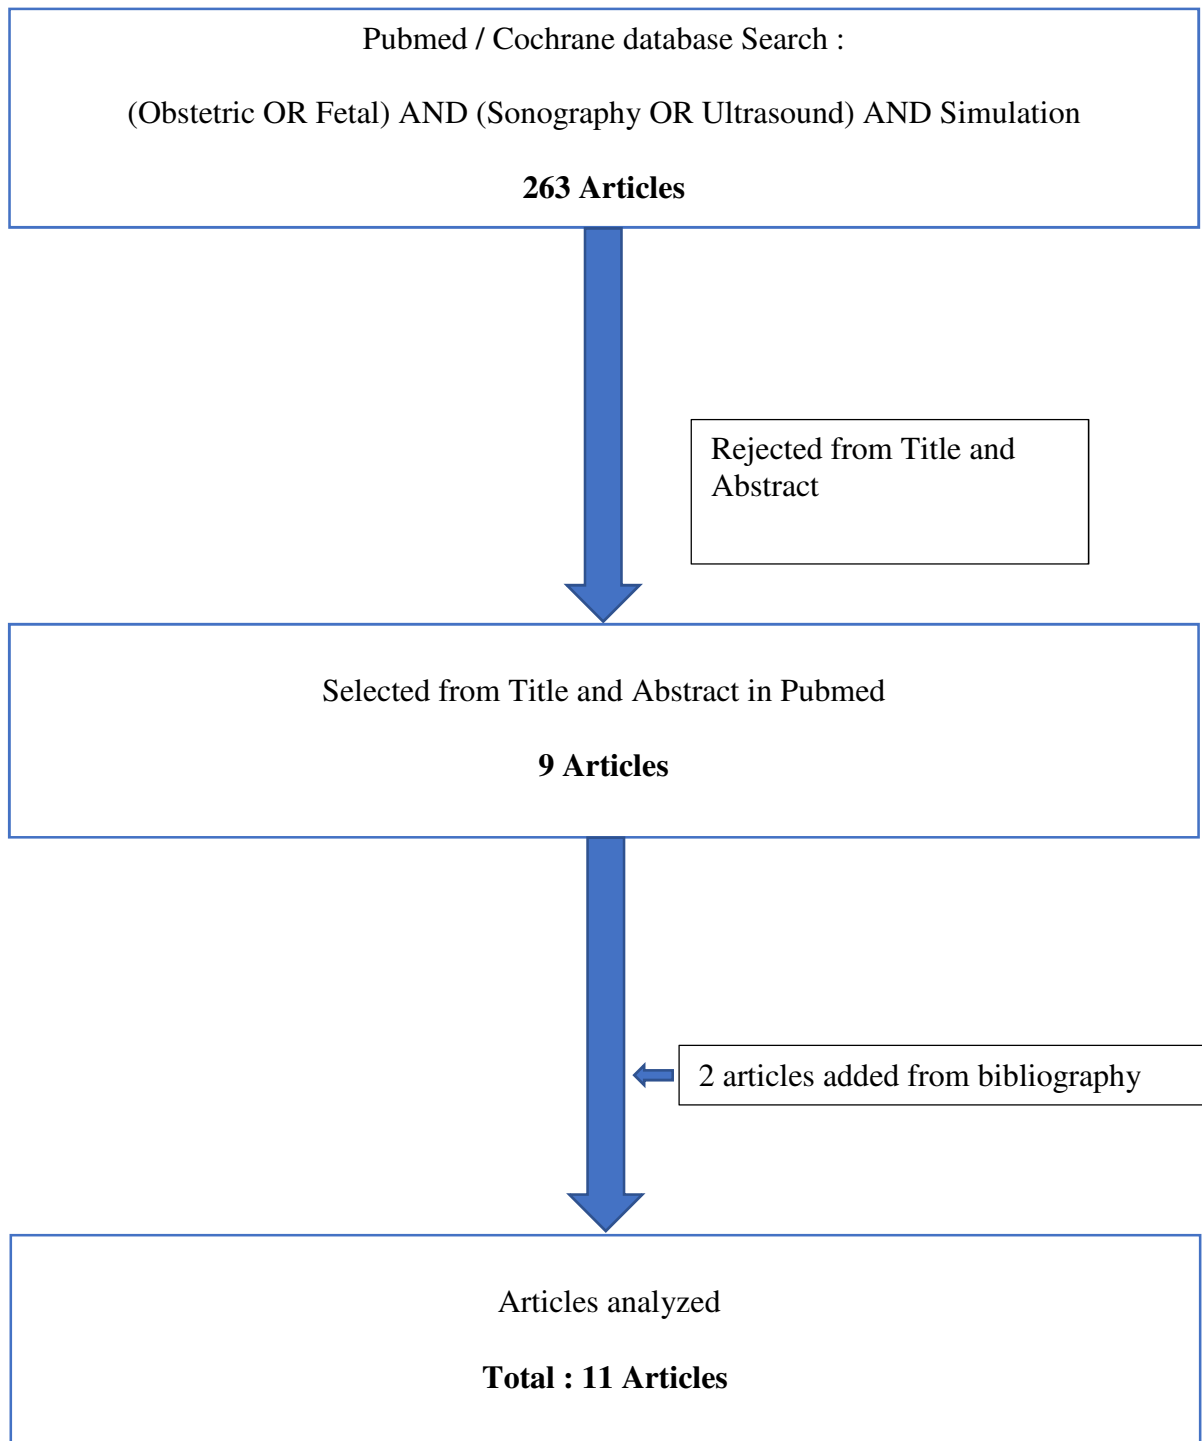 Pubmed / Cochrane database Search :
(Obstetric OR Fetal) AND (Sonography OR Ultrasound) AND Simulation
263 Articles
Rejected from Title and
Abstract
Selected from Title and Abstract in Pubmed
9 Articles
2 articles added from bibliography
Articles analyzed
Total : 11 Articles